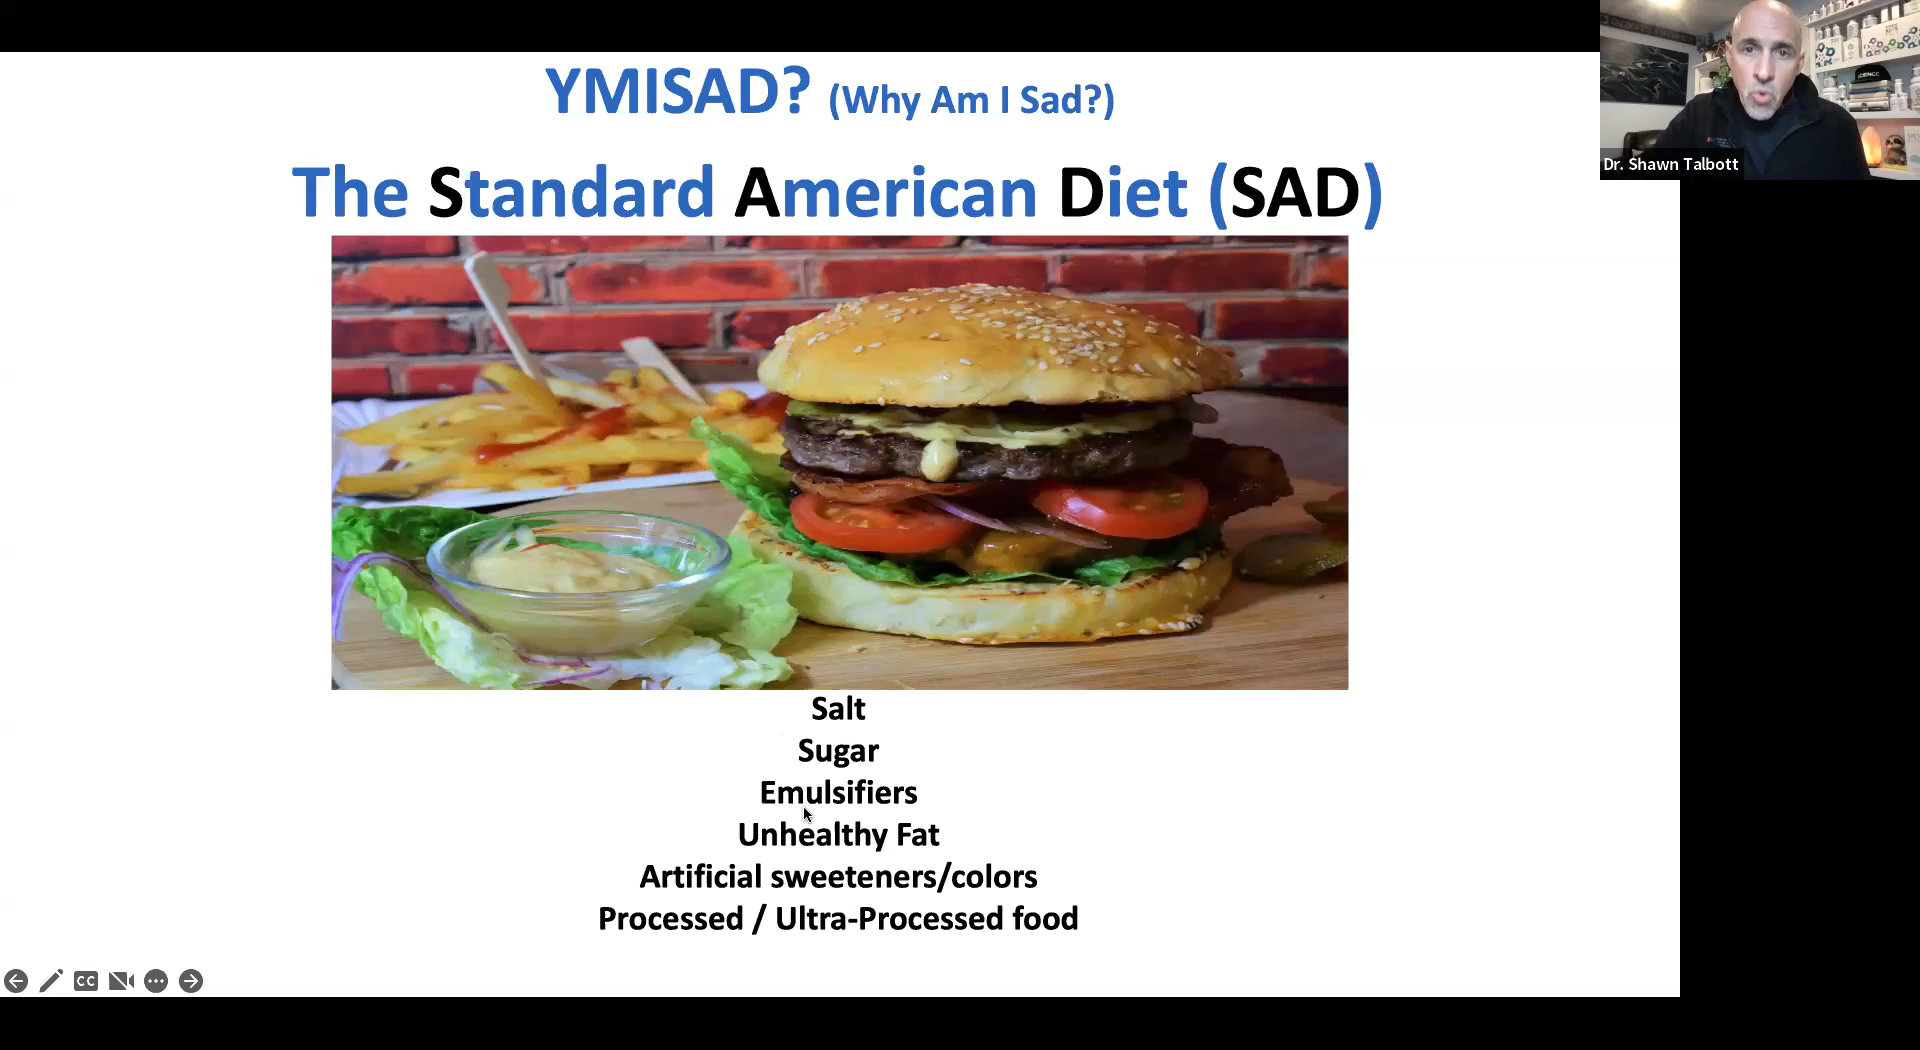 YMISAD? (Why Am I Sad?)
The Standard American Diet (SAD)
Salt
Sugar
Emulsifiers
Unhealthy Fat
Artificial sweeteners/colors
Processed / Ultra-Processed food
Dr. Shawn Talbott
CC